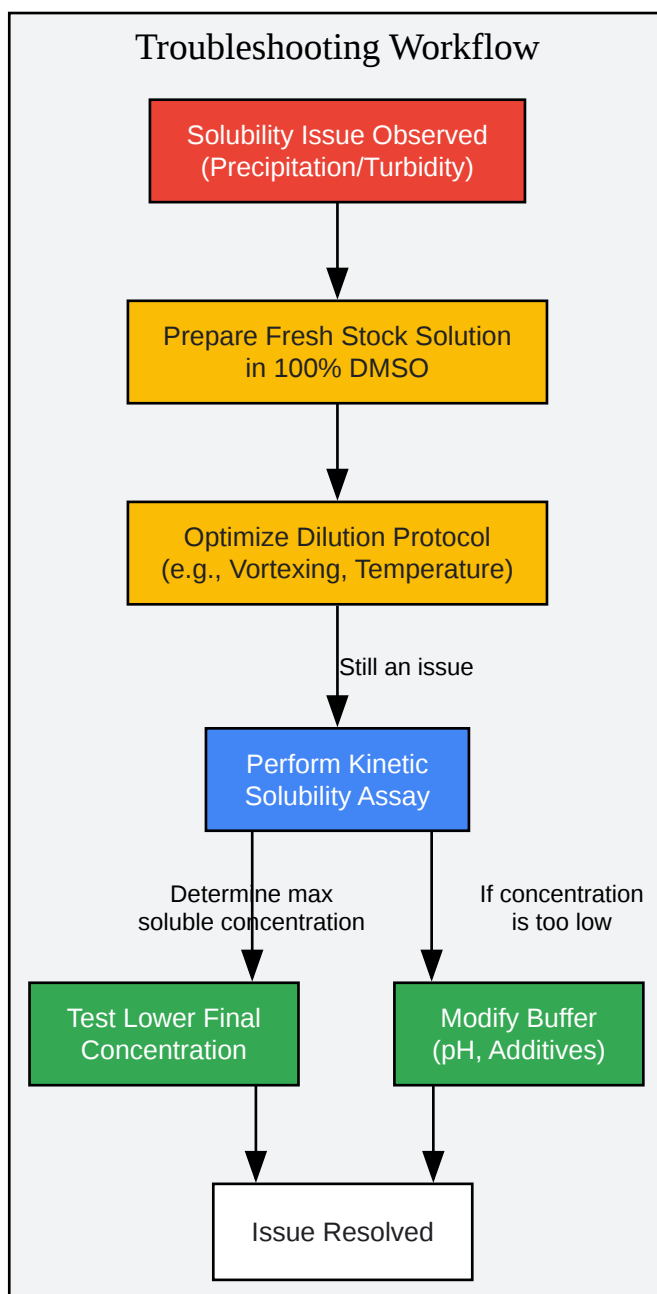 Troubleshooting Workflow
Solubility Issue Observed
(Precipitation/Turbidity)
Prepare Fresh Stock Solution
in 100% DMSO
Optimize Dilution Protocol
(e.g., Vortexing, Temperature)
Still an issue
Perform Kinetic
Solubility Assay
Determine max
soluble concentration
If concentration
is too low
Test Lower Final
Concentration
Modify Buffer
(pH, Additives)
Issue Resolved